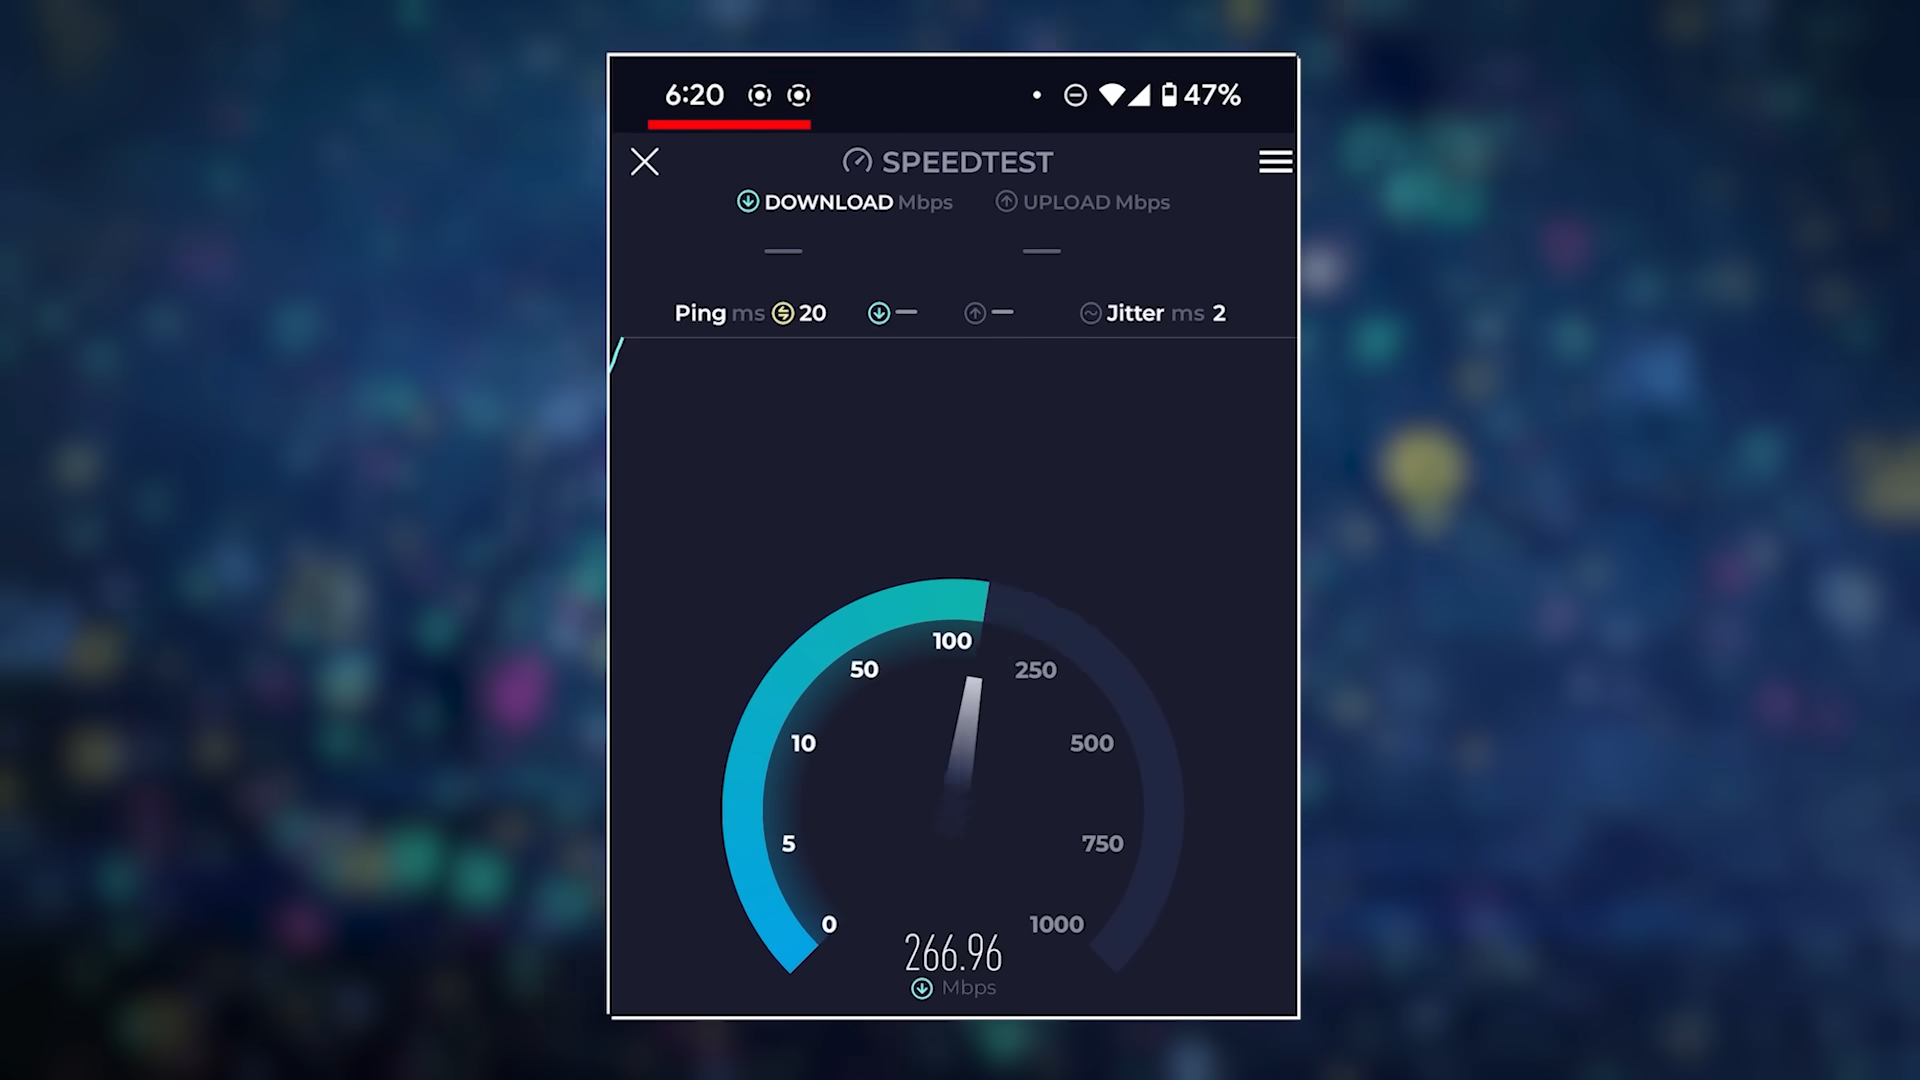 6:20 47%
SPEEDTEST
DOWNLOAD Mbps UPLOAD Mbps
Ping ms 20 Jitter ms 2
100
50 250
10 500
5 750
0 1000
266.96
Mbps